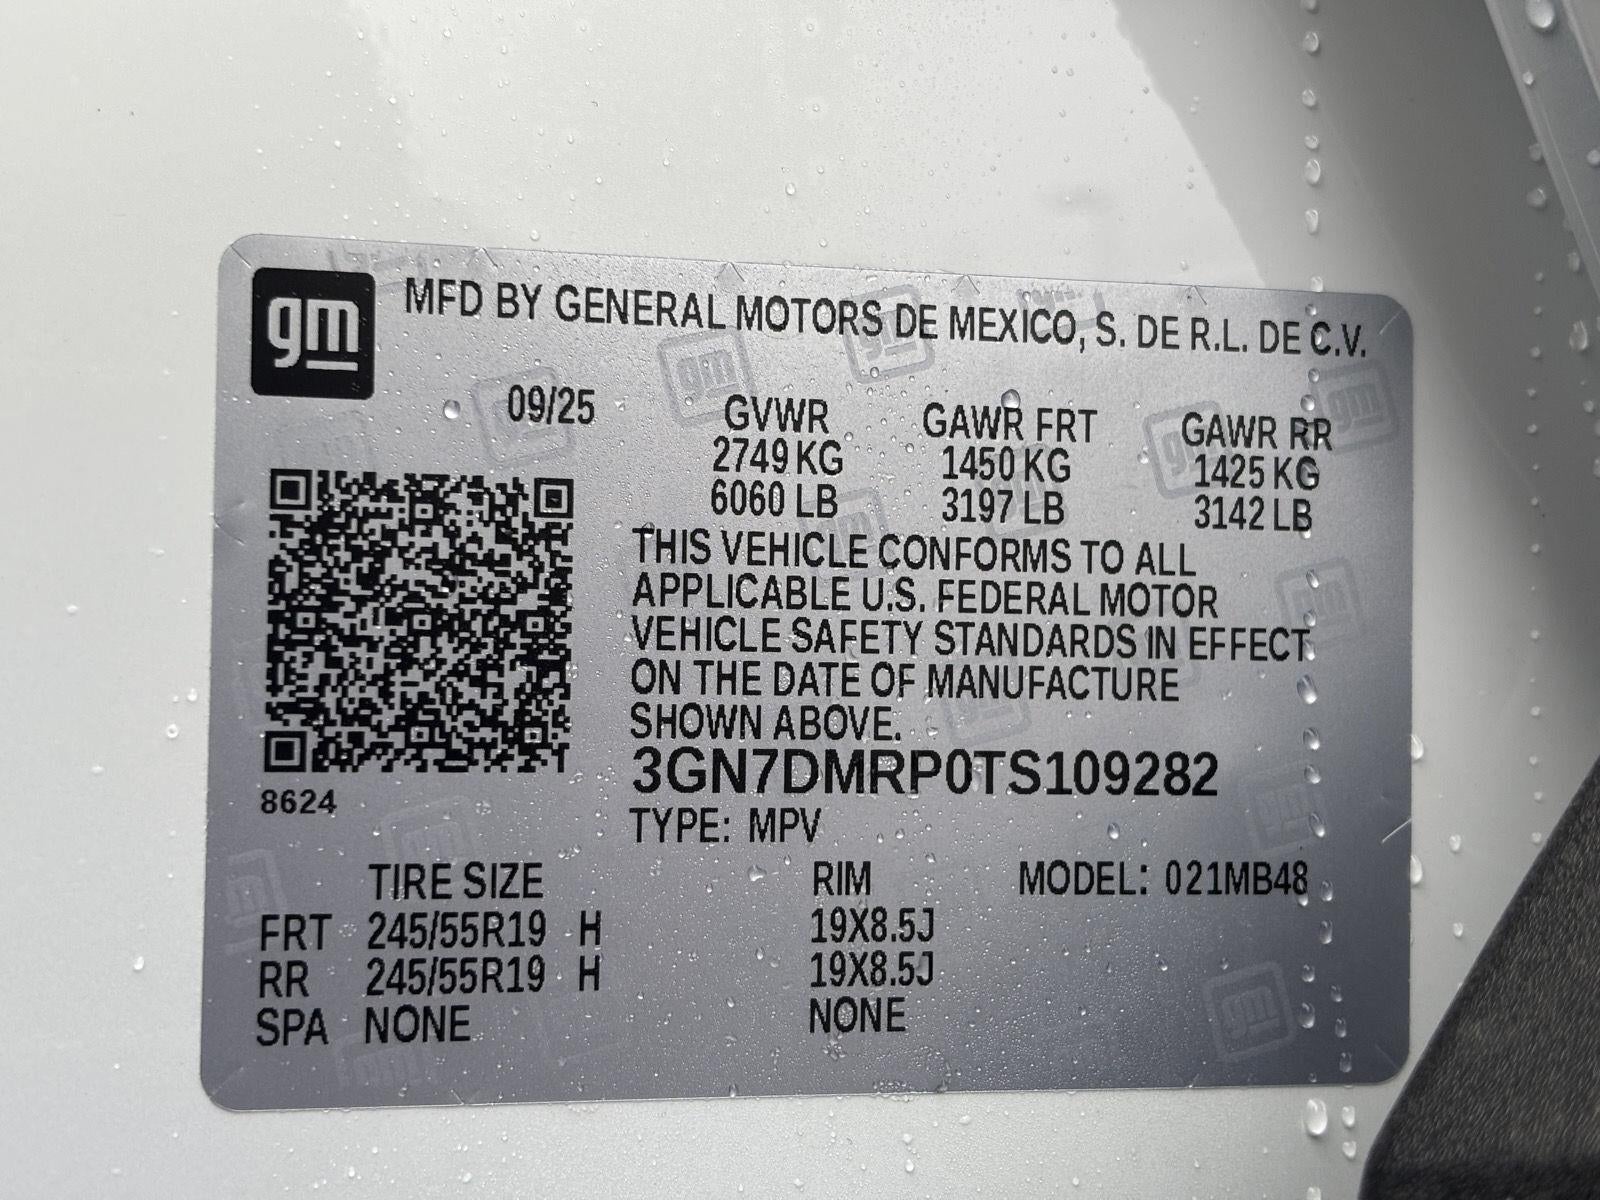 gm
MFD BY GENERAL MOTORS DE MEXICO, S. DE R.L. DE C.V.
09/25
GVWR GAWR FRT GAWR RR
2749 KG 1450 KG 1425 KG
6060 LB 3197 LB 3142 LB
THIS VEHICLE CONFORMS TO ALL
APPLICABLE U.S. FEDERAL MOTOR
VEHICLE SAFETY STANDARDS IN EFFECT
ON THE DATE OF MANUFACTURE
SHOWN ABOVE.
3GN7DMRP0TS109282
8624
TYPE: MPV
TIRE SIZE RIM MODEL: 021MB48
FRT 245/55R19 H 19X8.5J
RR 245/55R19 H 19X8.5J
SPA NONE NONE